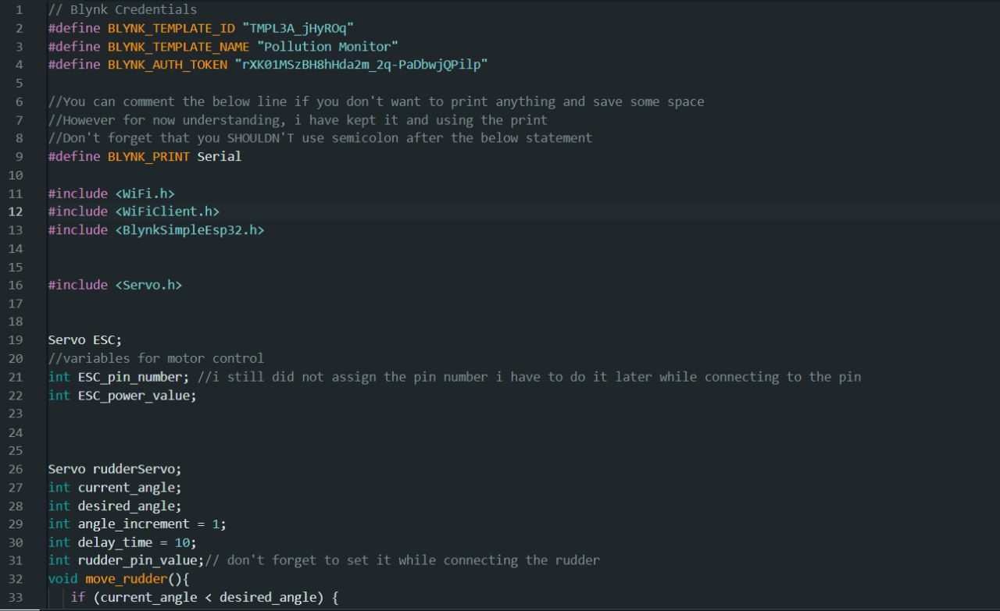 1 // Blynk Credentials
2 #define BLYNK_TEMPLATE_ID "TMPL3A_jHyROq"
3 #define BLYNK_TEMPLATE_NAME "Pollution Monitor"
4 #define BLYNK_AUTH_TOKEN "rXK01MSzBH8hHda2m_2q-PaDbwjQPilp"
5
6 //You can comment the below line if you don't want to print anything and save some space
7 //However for now understanding, i have kept it and using the print
8 //Don't forget that you SHOULDN'T use semicolon after the below statement
9 #define BLYNK_PRINT Serial
10
11 #include <WiFi.h>
12 #include <WiFiClient.h>
13 #include <BlynkSimpleEsp32.h>
14
15
16 #include <Servo.h>
17
18
19 Servo ESC;
20 //variables for motor control
21 int ESC_pin_number; //i still did not assign the pin number i have to do it later while connecting to the pin
22 int ESC_power_value;
23
24
25
26 Servo rudderServo;
27 int current_angle;
28 int desired_angle;
29 int angle_increment = 1;
30 int delay_time = 10;
31 int rudder_pin_value;// don't forget to set it while connecting the rudder
32 void move_rudder(){
33 if (current_angle < desired_angle) {